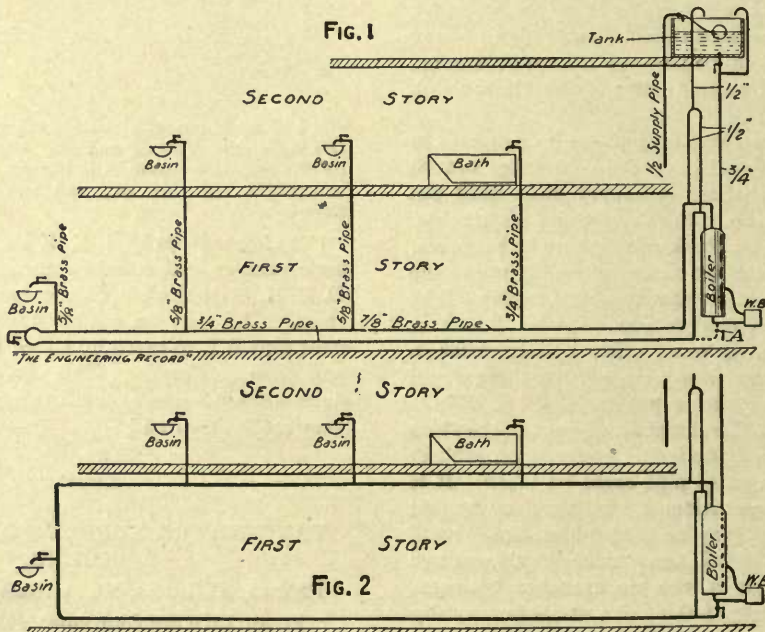 FIG. 1
Tank
SECOND STORY
1/2 Supply Pipe
1/2"
1/2"
3/4"
Basin
Basin
Bath
5/8" Brass Pipe
5/8" Brass Pipe
5/8 Brass Pipe
3/4" Brass Pipe
FIRST STORY
Basin
Boiler
W.B
3/4" Brass Pipe
7/8" Brass Pipe
A
"THE ENGINEERING RECORD"
SECOND STORY
Basin
Basin
Bath
FIRST STORY
Boiler
Basin
FIG. 2
W.B